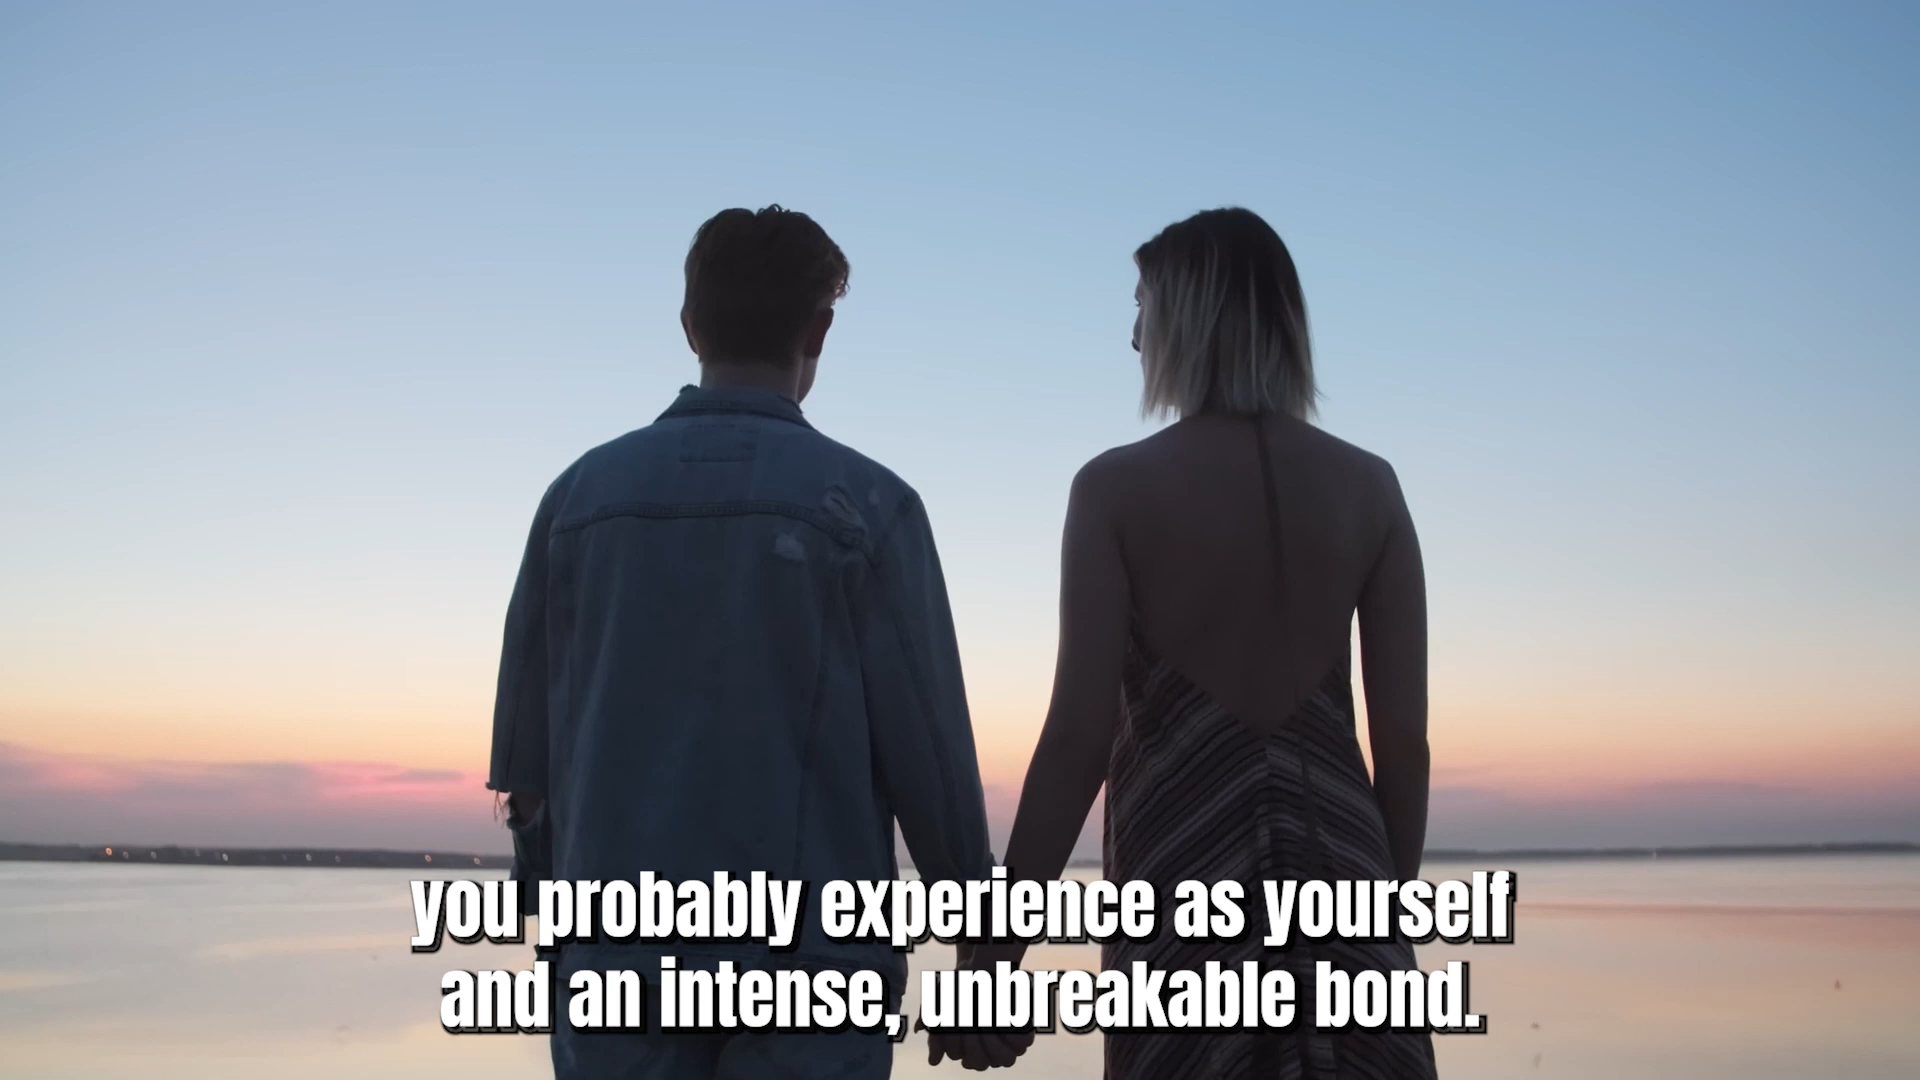 you probably experience as yourself
and an intense, unbreakable bond.